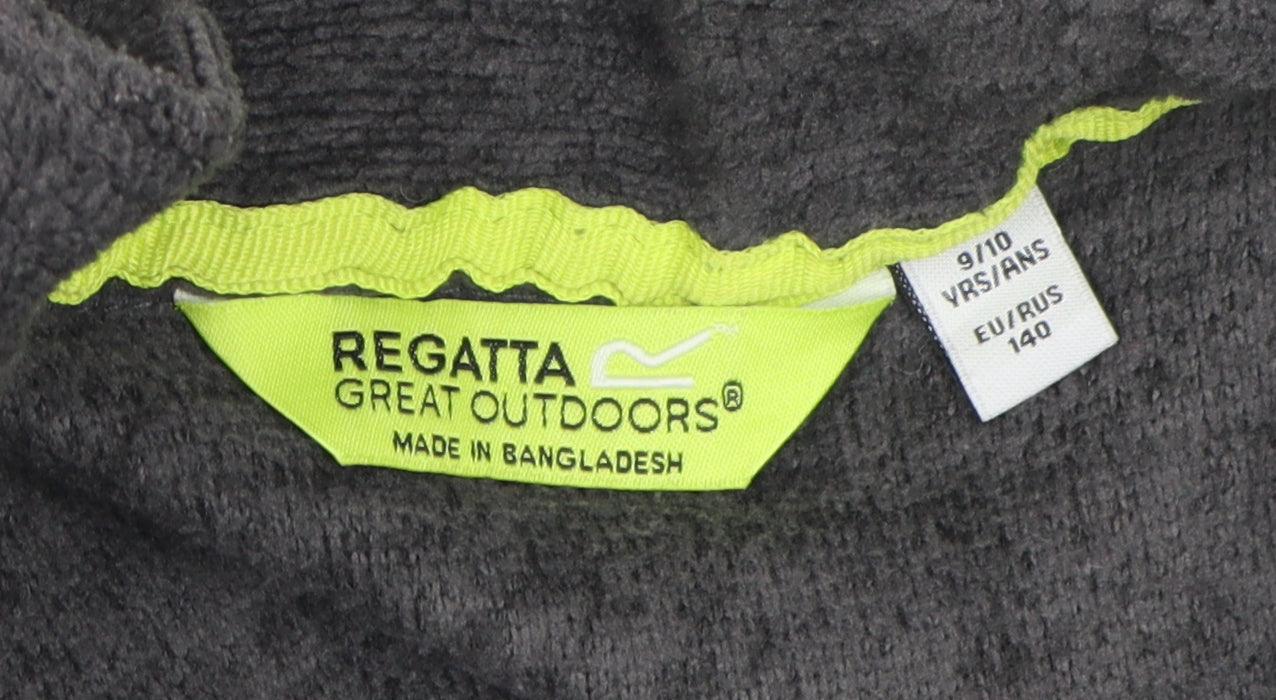 REGATTA
GREAT OUTDOORS®
MADE IN BANGLADESH
9/10
YRS/ANS
EU/RUS
140